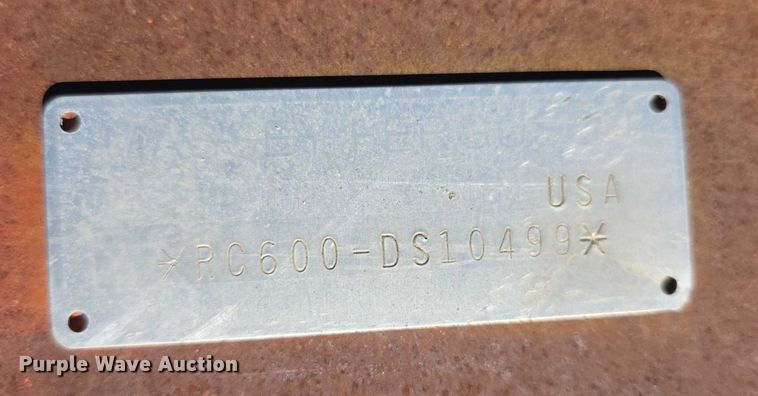 USA
*RC600-DS10499*
Purple Wave Auction